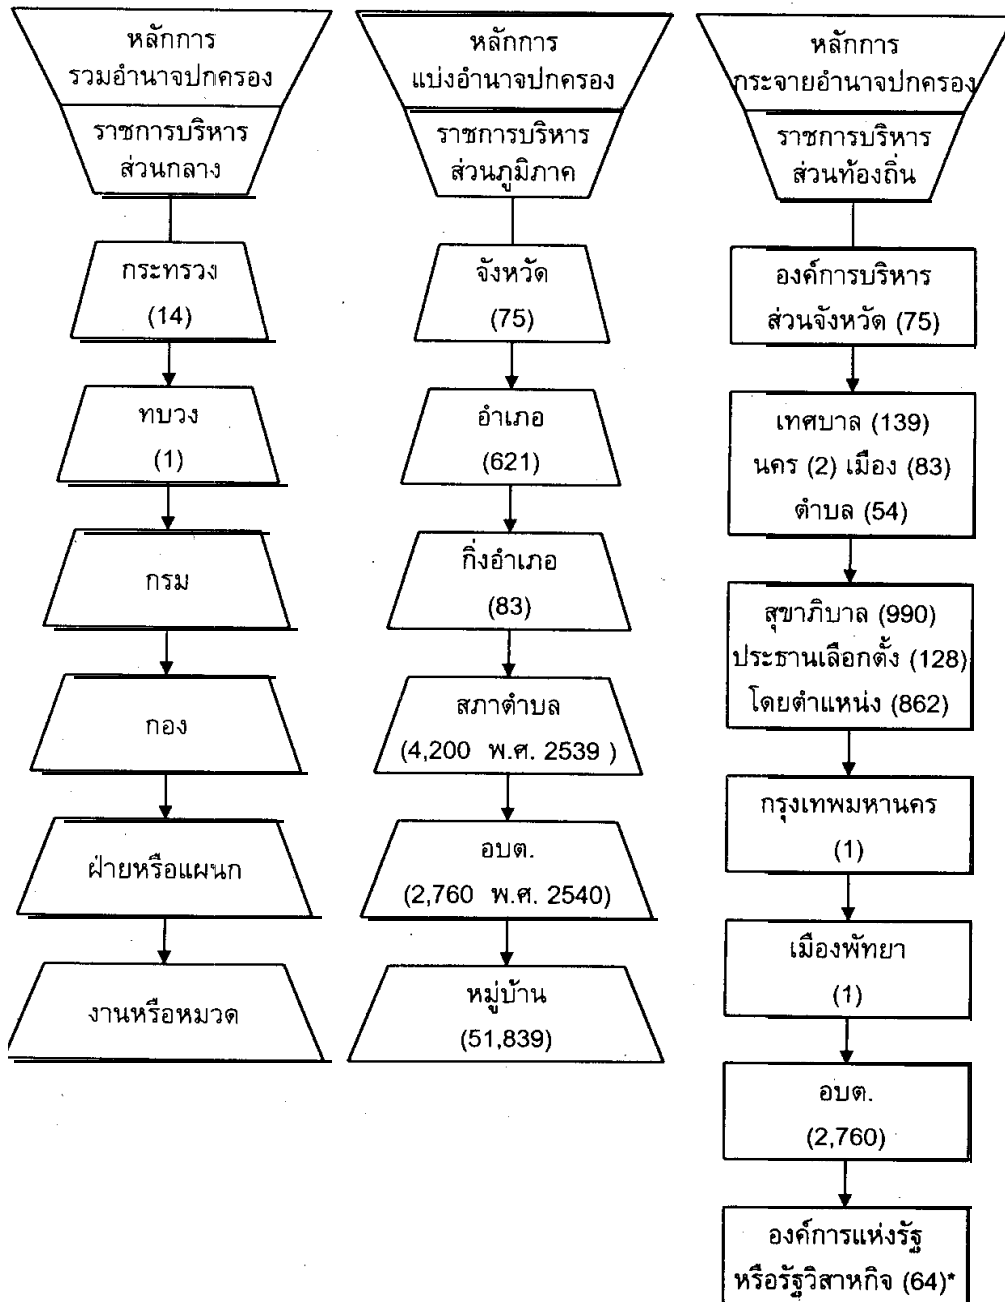 หลักการ
รวมอำนาจปกครอง
ราชการบริหาร
ส่วนกลาง
กระทรวง
(14)
ทบวง
(1)
กรม
กอง
ฝ่ายหรือแผนก
งานหรือหมวด
หลักการ
แบ่งอำนาจปกครอง
ราชการบริหาร
ส่วนภูมิภาค
จังหวัด
(75)
อำเภอ
(621)
กิ่งอำเภอ
(83)
สภาตำบล
(4,200 พ.ศ. 2539 )
อบต.
(2,760 พ.ศ. 2540)
หมู่บ้าน
(51,839)
หลักการ
กระจายอำนาจปกครอง
ราชการบริหาร
ส่วนท้องถิ่น
องค์การบริหาร
ส่วนจังหวัด (75)
เทศบาล (139)
นคร (2) เมือง (83)
ตำบล (54)
สุขาภิบาล (990)
ประธานเลือกตั้ง (128)
โดยตำแหน่ง (862)
กรุงเทพมหานคร
(1)
เมืองพัทยา
(1)
อบต.
(2,760)
องค์การแห่งรัฐ
หรือรัฐวิสาหกิจ (64)*